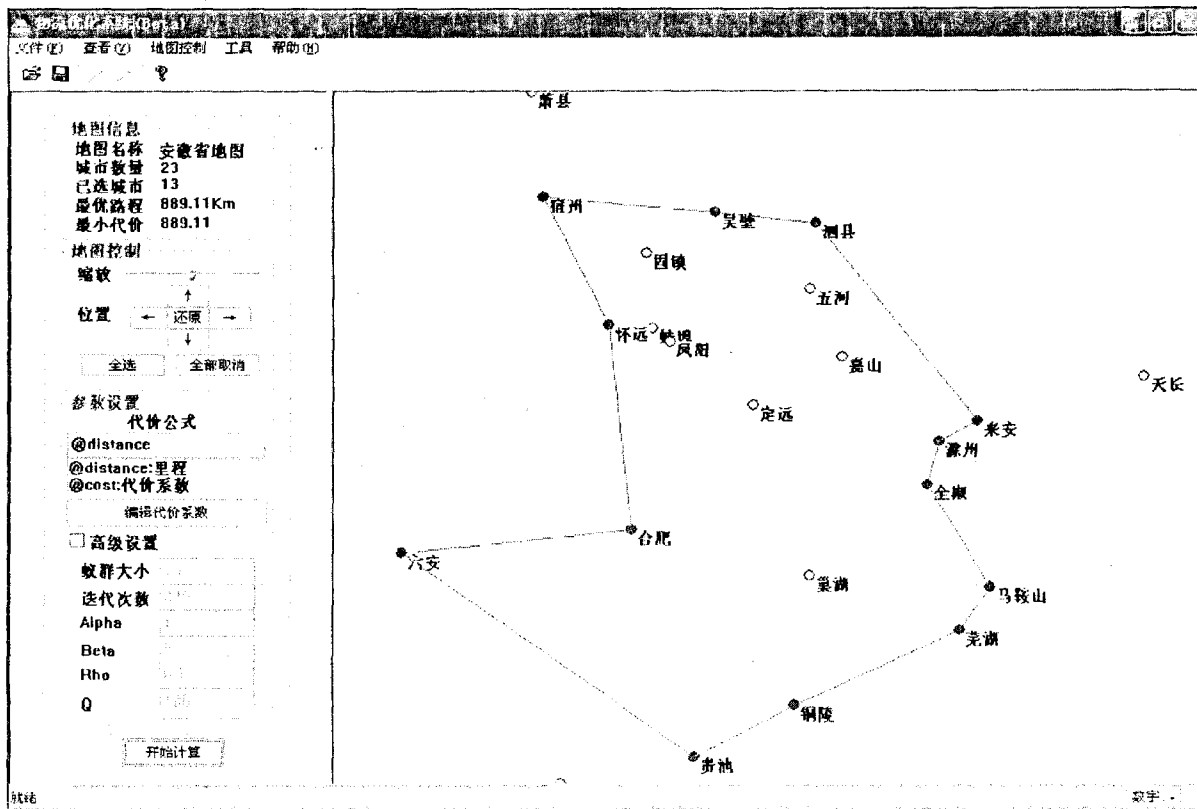 物流优化系统(Beta)
文件(F) 查看(V) 地图控制 工具 帮助(H)
地图信息
地图名称 安徽省地图
城市数量 23
已选城市 13
最优路程 889.11Km
最小代价 889.11
地图控制
缩放
位置 ← 还原 →
↑
↓
全选 全部取消
参数设置
代价公式
@distance
@distance:里程
@cost:代价系数
编辑代价系数
高级设置
蚁群大小
迭代次数
Alpha
Beta
Rho
Q
开始计算
萧县
宿州
灵璧
泗县
固镇
五河
怀远
蚌埠
凤阳
嘉山
天长
定远
来安
滁州
全椒
合肥
六安
巢湖
马鞍山
芜湖
铜陵
贵池
就绪
数字